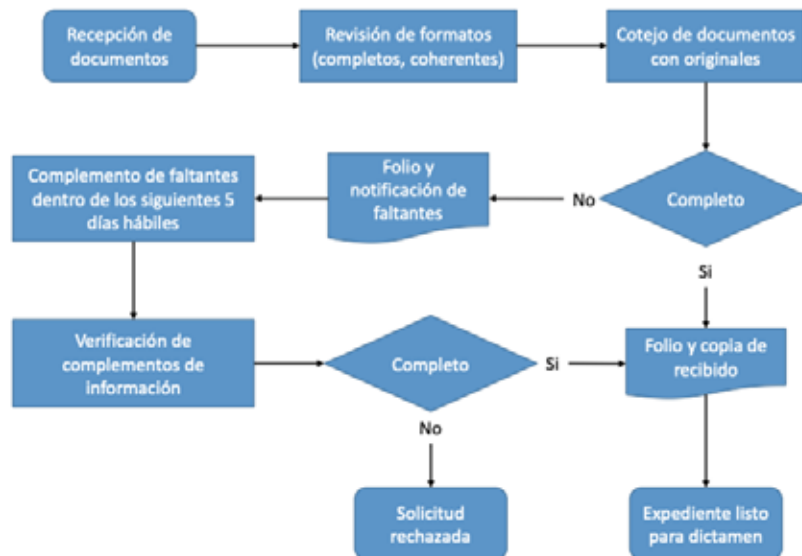 Recepción de
documentos
Revisión de formatos
(completos, coherentes)
Cotejo de documentos
con originales
Complemento de faltantes
dentro de los siguientes 5
días hábiles
Folio y
notificación de
faltantes
No
Completo
Si
Verificación de
complementos de
información
Completo
Si
Folio y copia de
recibido
No
Solicitud
rechazada
Expediente listo
para dictamen